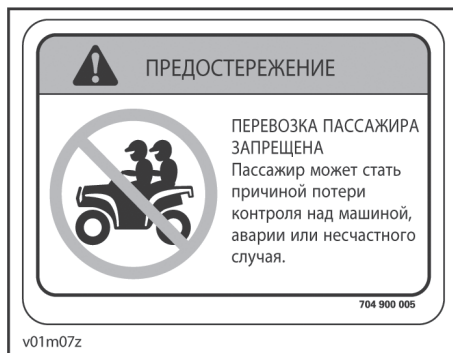 ПРЕДОСТЕРЕЖЕНИЕ
ПЕРЕВОЗКА ПАССАЖИРА
ЗАПРЕЩЕНА
Пассажир может стать
причиной потери
контроля над машиной,
аварии или несчастного
случая.
704 900 005
v01m07z